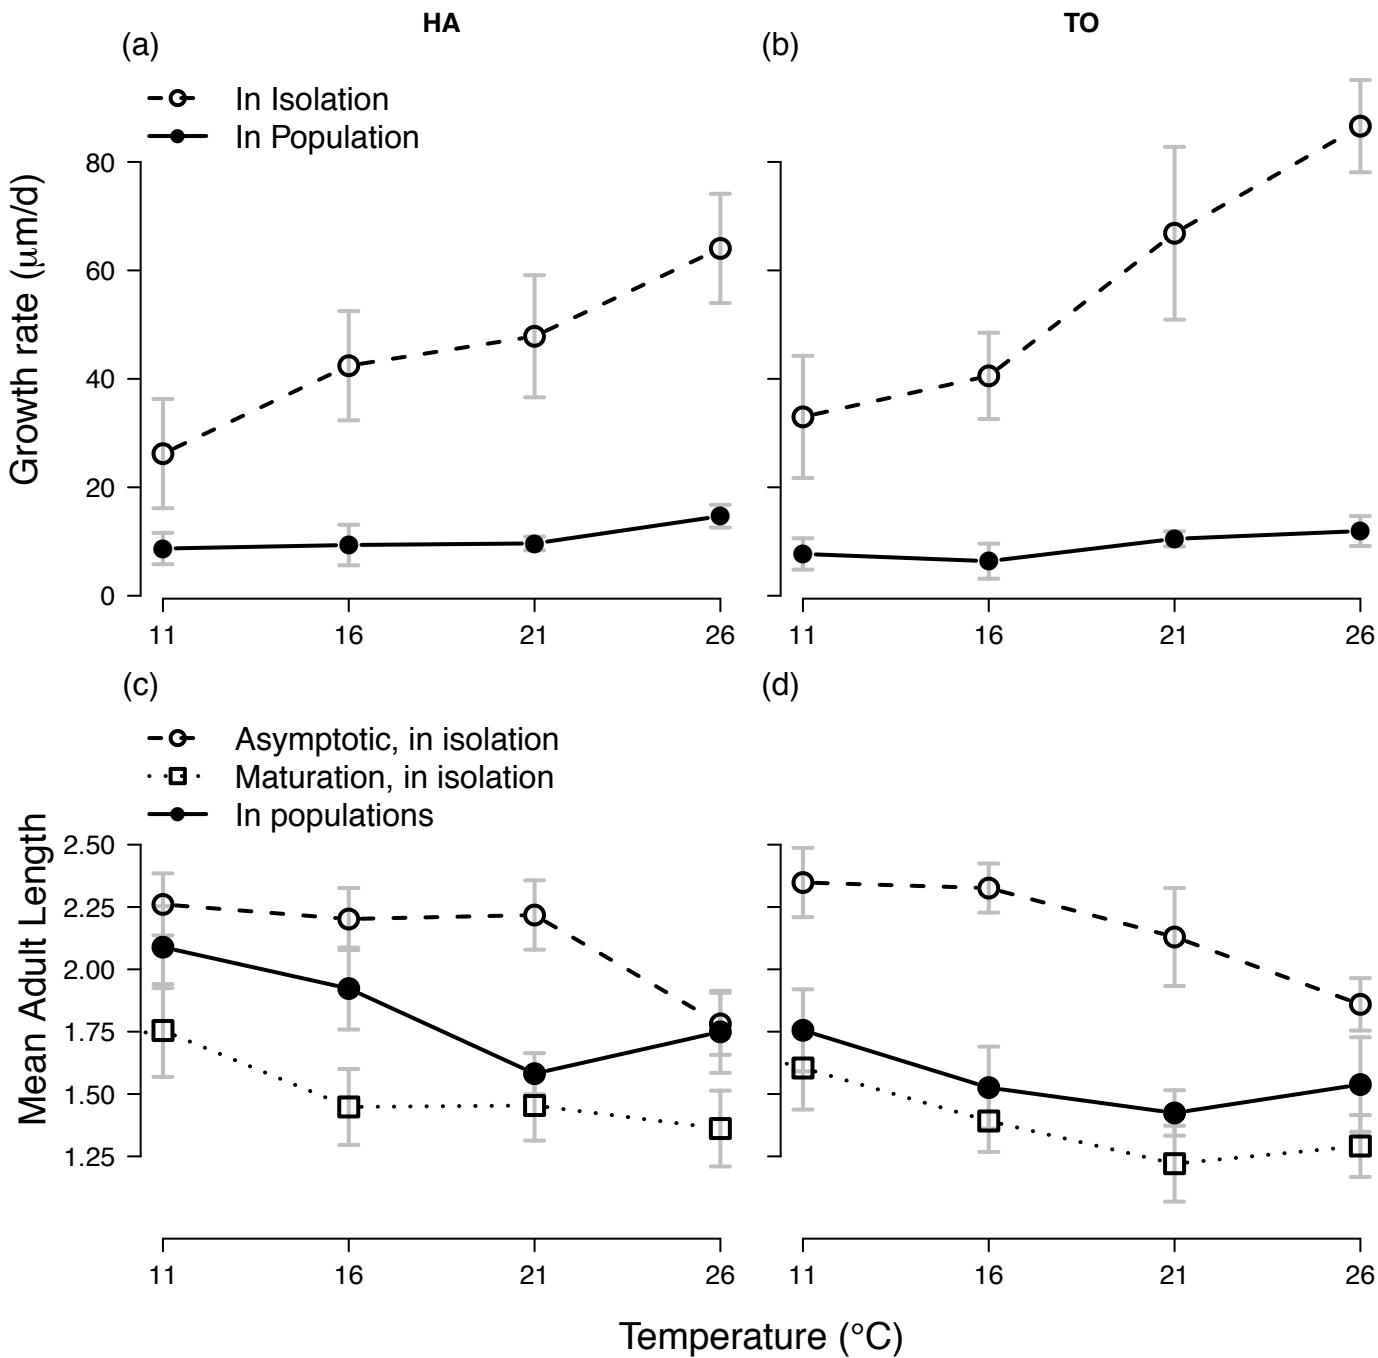 HA
TO
(a)
(b)
In Isolation
In Population
Growth rate (μm/d)
80
60
40
20
0
11 16 21 26
11 16 21 26
(c)
(d)
Asymptotic, in isolation
Maturation, in isolation
In populations
Mean Adult Length
2.50
2.25
2.00
1.75
1.50
1.25
11 16 21 26
11 16 21 26
Temperature (°C)